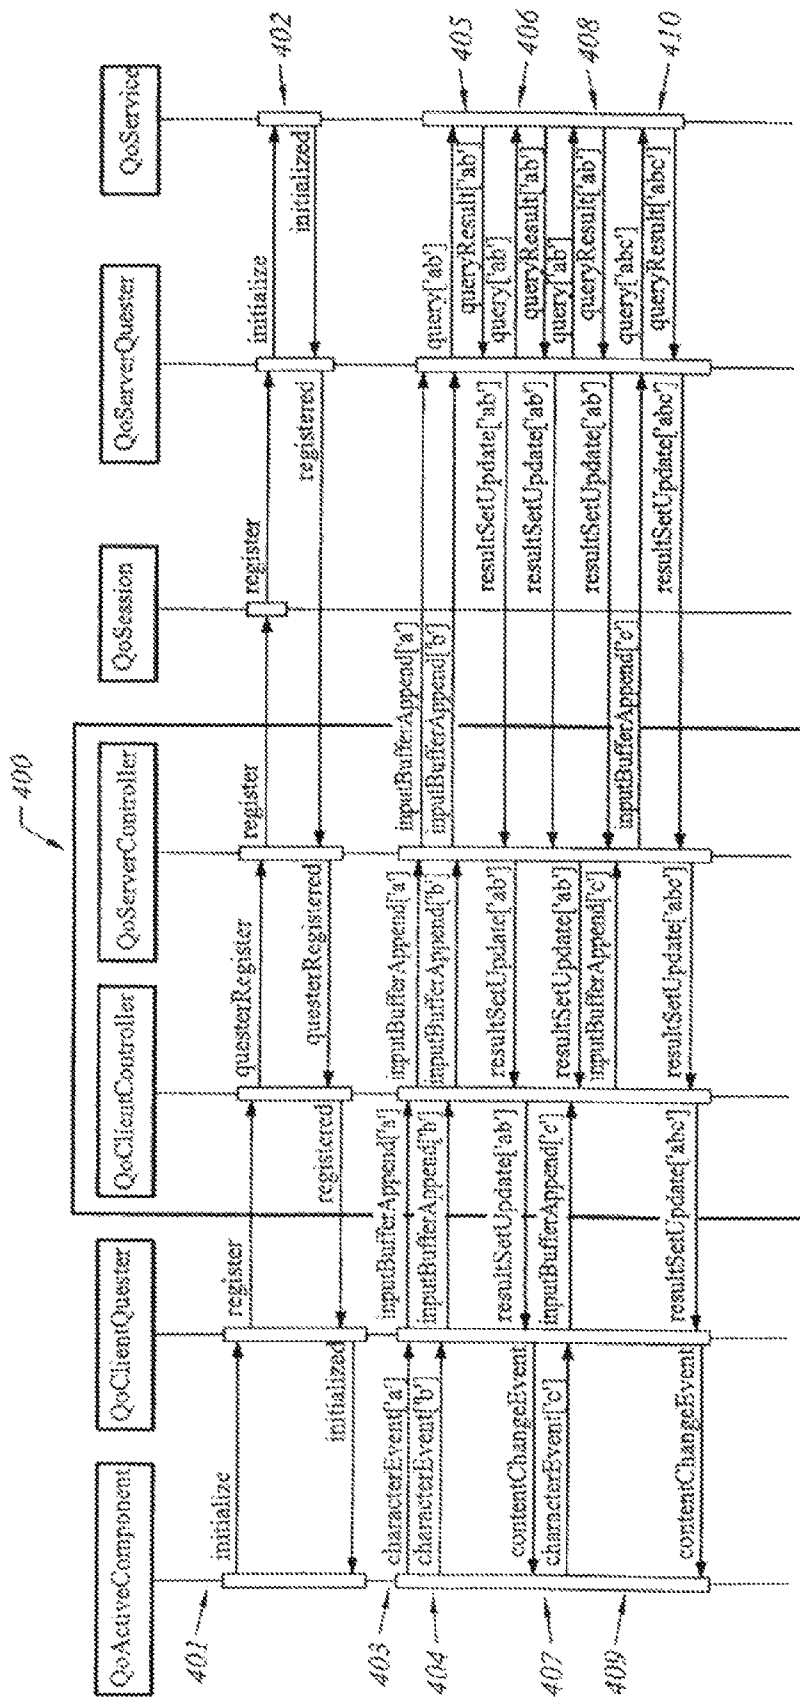 400
QoActiveComponent
QoClientQuester
QoClientController
QoServerController
QoSession
QoServerQuester
QoService
401
initialize
register
questerRegister
register
register
initialize
402
initialized
registered
questerRegistered
registered
initialized
403
characterEvent['a']
inputBufferAppend['a']
inputBufferAppend['a']
inputBufferAppend['a']
404
characterEvent['b']
inputBufferAppend['b']
inputBufferAppend['b']
inputBufferAppend['b']
query['ab']
405
queryResult['ab']
resultSetUpdate['ab']
resultSetUpdate['ab']
resultSetUpdate['ab']
contentChangeEvent
query['ab']
406
queryResult['ab']
resultSetUpdate['ab']
resultSetUpdate['ab']
407
characterEvent['c']
inputBufferAppend['c']
inputBufferAppend['c']
inputBufferAppend['c']
query['ab']
408
queryResult['ab']
resultSetUpdate['ab']
409
query['abc']
410
queryResult['abc']
resultSetUpdate['abc']
resultSetUpdate['abc']
resultSetUpdate['abc']
contentChangeEvent